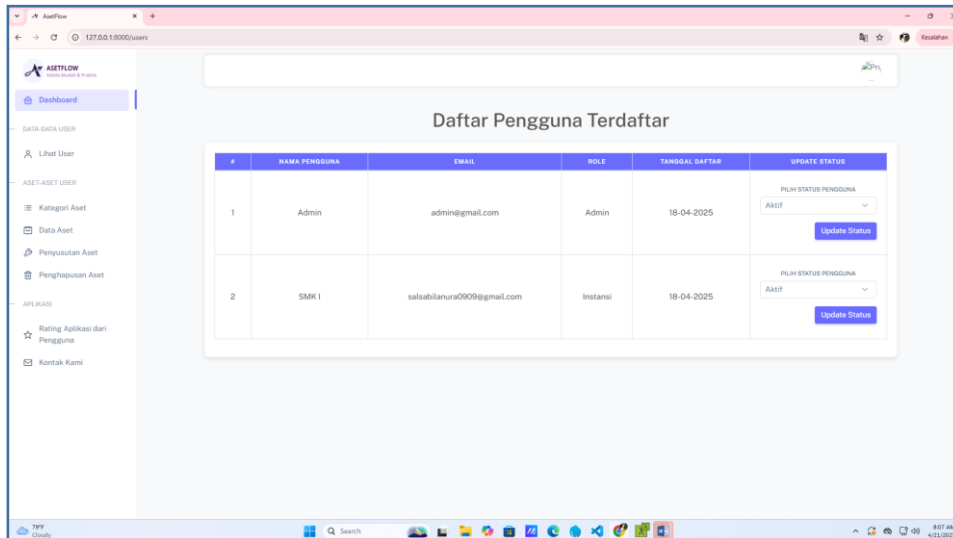 AsetFlow
127.0.0.1:8000/users
Kesalahan
ASETFLOW
Kelola Mudah & Praktis
Dashboard
DATA-DATA USER
Lihat User
ASET-ASET USER
Kategori Aset
Data Aset
Penyusutan Aset
Penghapusan Aset
APLIKASI
Rating Aplikasi dari
Pengguna
Kontak Kami
Daftar Pengguna Terdaftar
# NAMA PENGGUNA EMAIL ROLE TANGGAL DAFTAR UPDATE STATUS
PILIH STATUS PENGGUNA
1 Admin admin@gmail.com Admin 18-04-2025 Aktif
Update Status
PILIH STATUS PENGGUNA
2 SMK I salsabilanura0909@gmail.com Instansi 18-04-2025 Aktif
Update Status
79°F
Cloudy
Search
8:07 AM